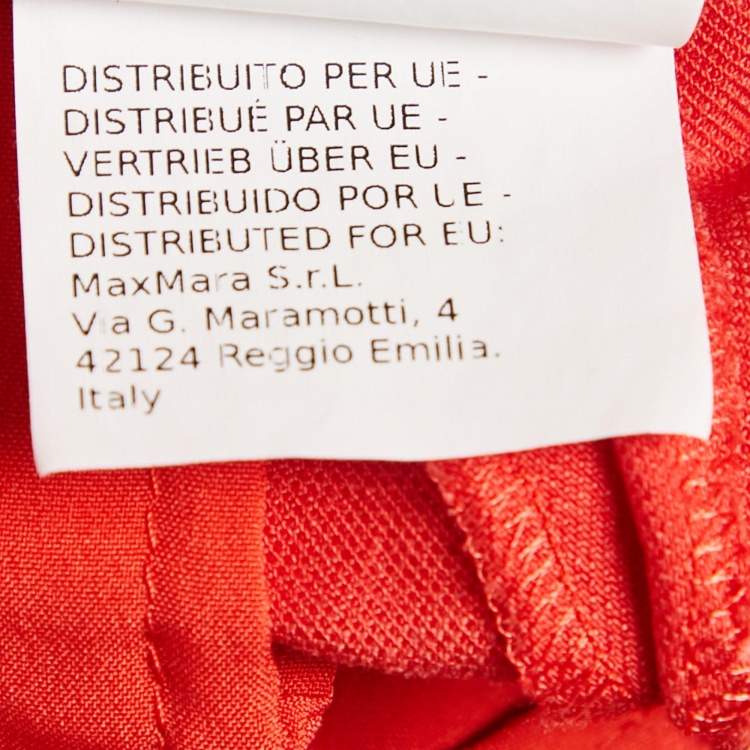 DISTRIBUITO PER UE -
DISTRIBUÉ PAR UE -
VERTRIEB ÜBER EU -
DISTRIBUIDO POR UE -
DISTRIBUTED FOR EU:
MaxMara S.r.L.
Via G. Maramotti, 4
42124 Reggio Emilia.
Italy